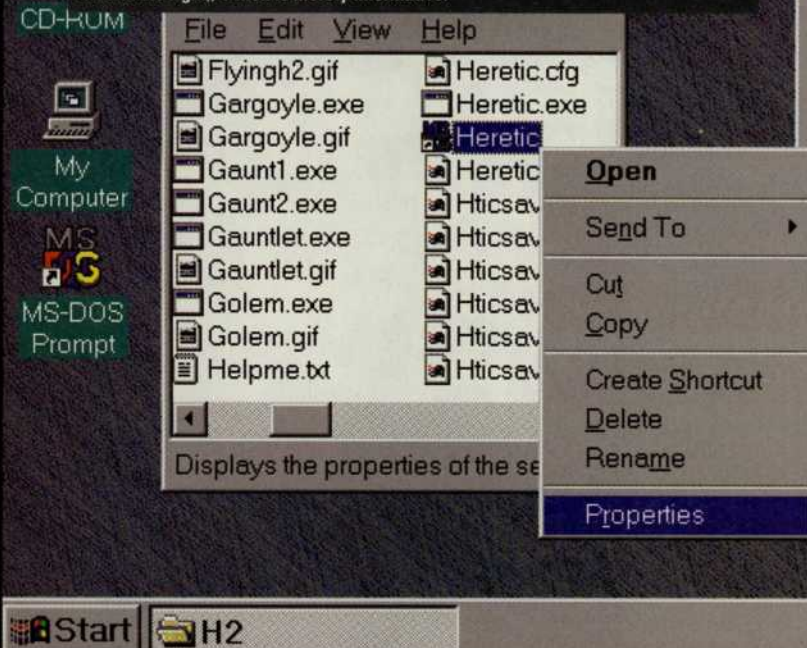 CD-ROM
My
Computer
MS
DOS
MS-DOS
Prompt
File Edit View Help
Flyingh2.gif
Gargoyle.exe
Gargoyle.gif
Gaunt1.exe
Gaunt2.exe
Gauntlet.exe
Gauntlet.gif
Golem.exe
Golem.gif
Helpme.txt
Heretic.cfg
Heretic.exe
Heretic
Heretic
Hticsav
Hticsav
Hticsav
Hticsav
Hticsav
Hticsav
Displays the properties of the se
Open
Send To
Cut
Copy
Create Shortcut
Delete
Rename
Properties
Start
H2